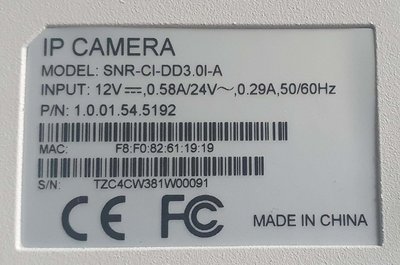 IP CAMERA
MODEL: SNR-CI-DD3.0I-A
INPUT: 12V⎓,0.58A/24V～,0.29A,50/60Hz
P/N: 1.0.01.54.5192
MAC: F8:F0:82:61:19:19
S/N: TZC4CW381W00091
CE FC MADE IN CHINA